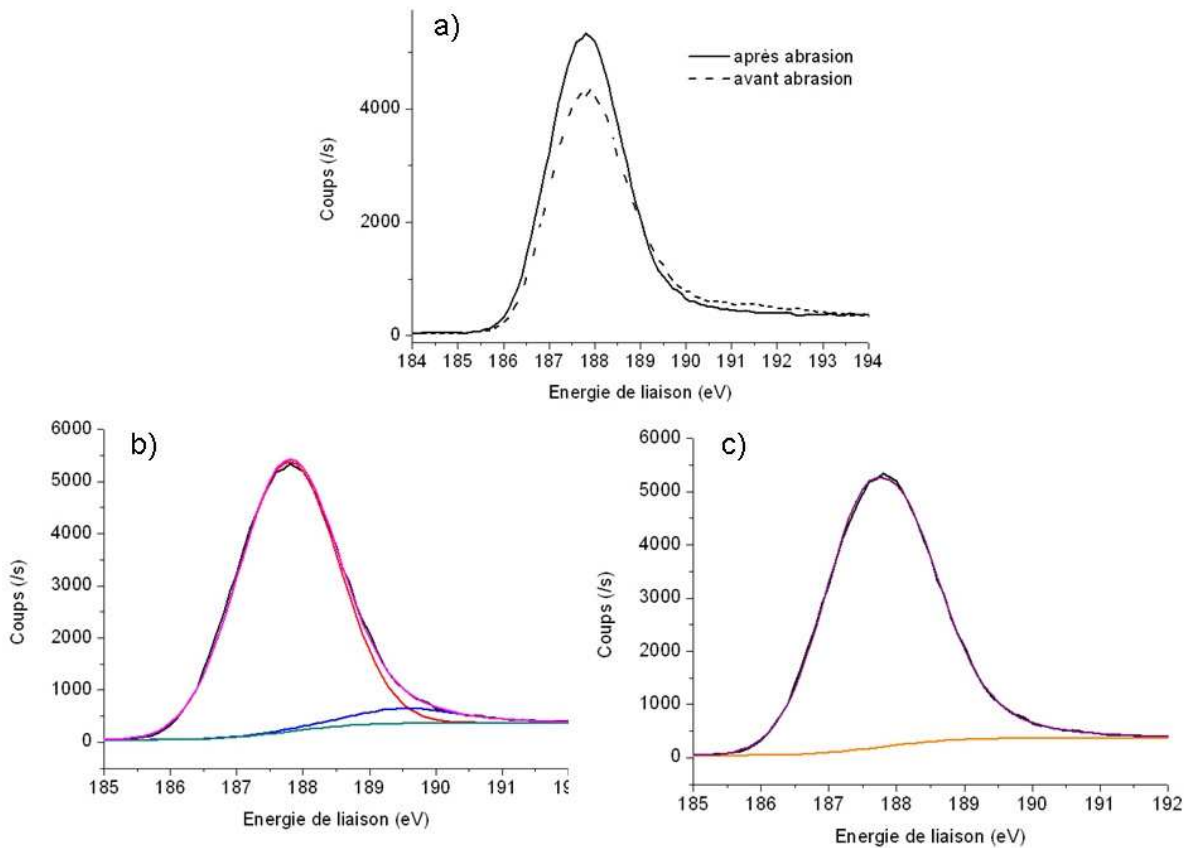 a)
après abrasion
avant abrasion
4000
2000
0
Coups (/s)
184 185 186 187 188 189 190 191 192 193 194
Energie de liaison (eV)
b)
6000
5000
4000
3000
2000
1000
0
Coups (/s)
185 186 187 188 189 190 191
Energie de liaison (eV)
c)
6000
5000
4000
3000
2000
1000
0
Coups (/s)
185 186 187 188 189 190 191 192
Energie de liaison (eV)